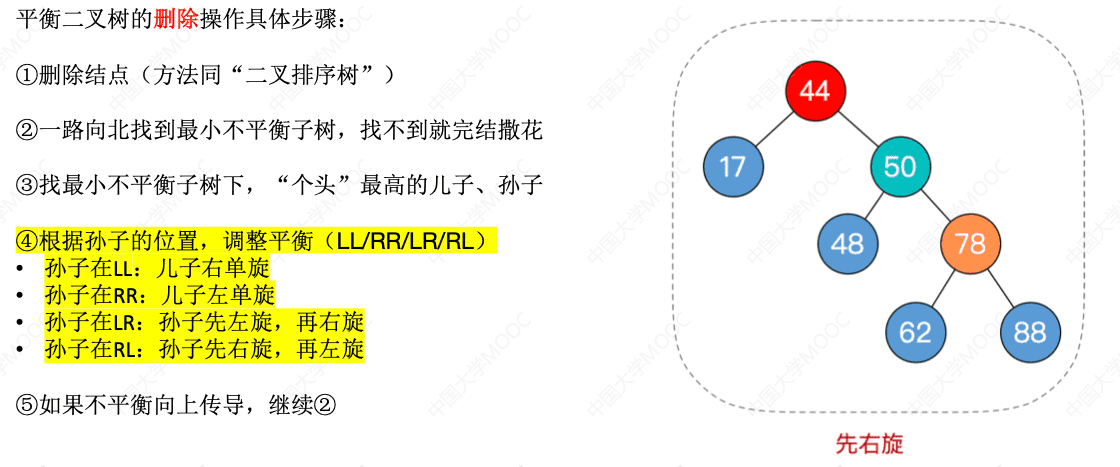 平衡二叉树的删除操作具体步骤：
①删除结点（方法同“二叉排序树”）
②一路向北找到最小不平衡子树，找不到就完结撒花
③找最小不平衡子树下，“个头”最高的儿子、孙子
④根据孙子的位置，调整平衡（LL/RR/LR/RL）
• 孙子在LL：儿子右单旋
• 孙子在RR：儿子左单旋
• 孙子在LR：孙子先左旋，再右旋
• 孙子在RL：孙子先右旋，再左旋
⑤如果不平衡向上传导，继续②
44
17
50
48
78
62
88
先右旋
中国大学MOOC